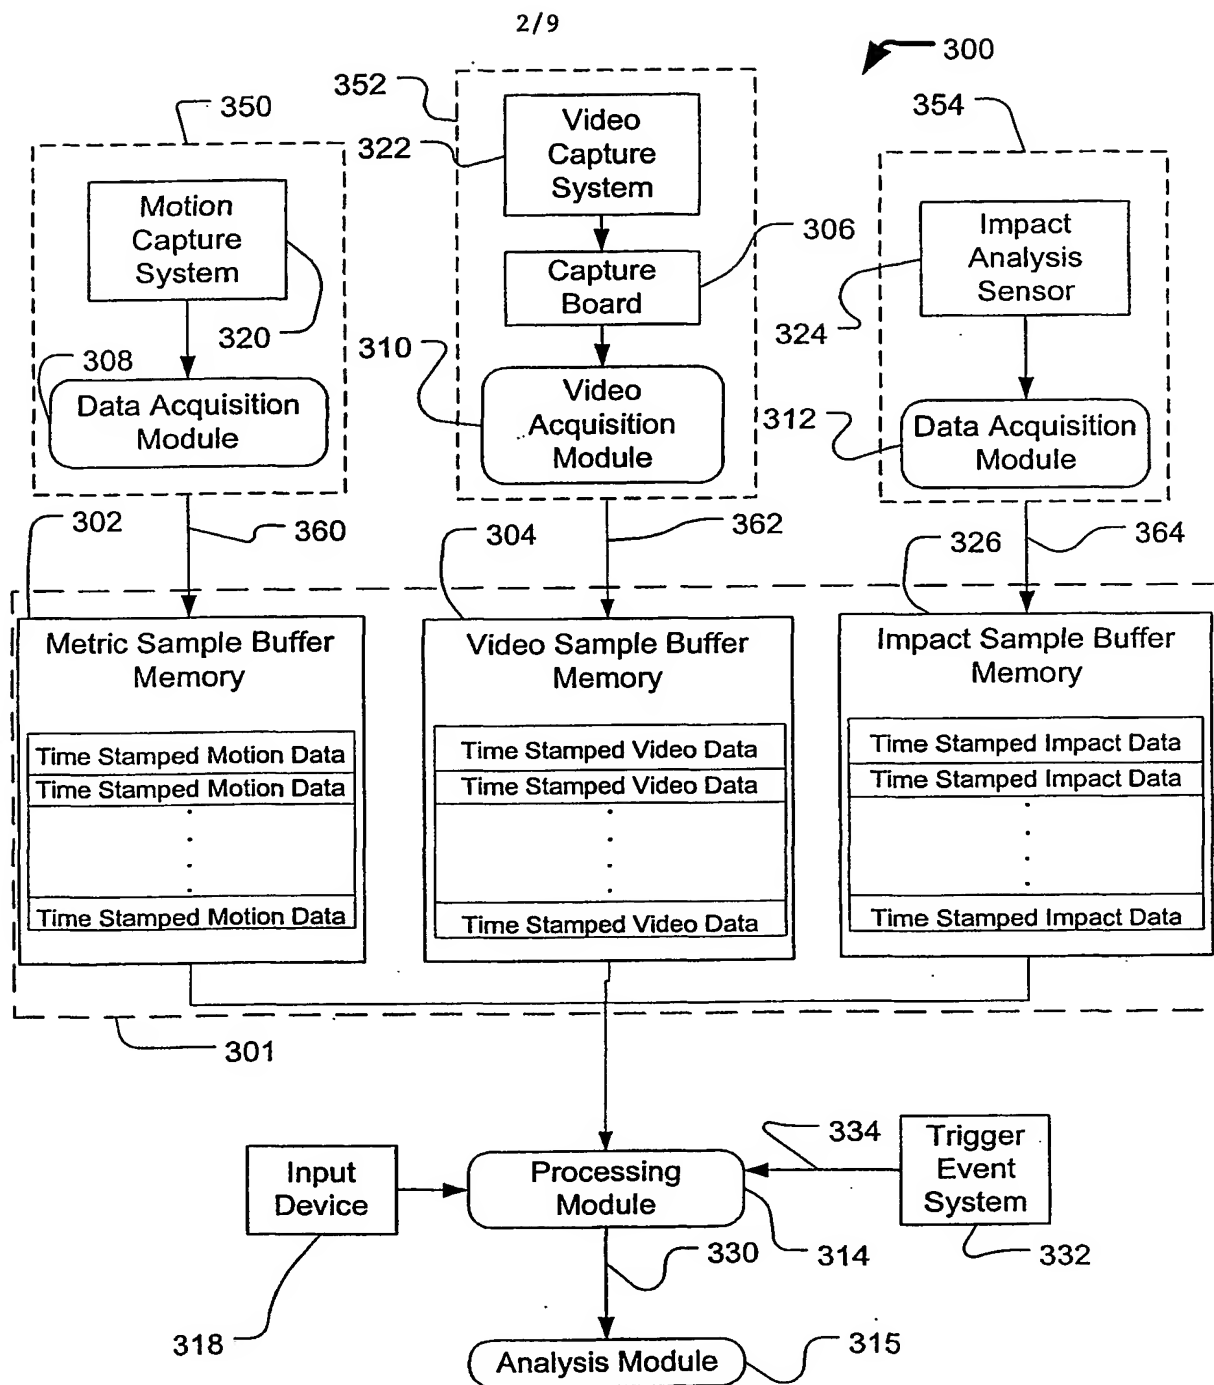 2/9
300
350
352
354
322
Video
Capture
System
Motion
Capture
System
306
Impact
Analysis
Sensor
Capture
Board
320
324
308
310
Data Acquisition
Module
Video
Acquisition
Module
312
Data Acquisition
Module
302
360
304
362
326
364
Metric Sample Buffer
Memory
Time Stamped Motion Data
Time Stamped Motion Data
.
.
.
.
Time Stamped Motion Data
Video Sample Buffer
Memory
Time Stamped Video Data
Time Stamped Video Data
.
.
.
.
Time Stamped Video Data
Impact Sample Buffer
Memory
Time Stamped Impact Data
Time Stamped Impact Data
.
.
.
.
Time Stamped Impact Data
301
Input
Device
Processing
Module
334
Trigger
Event
System
330
314
332
318
Analysis Module
315